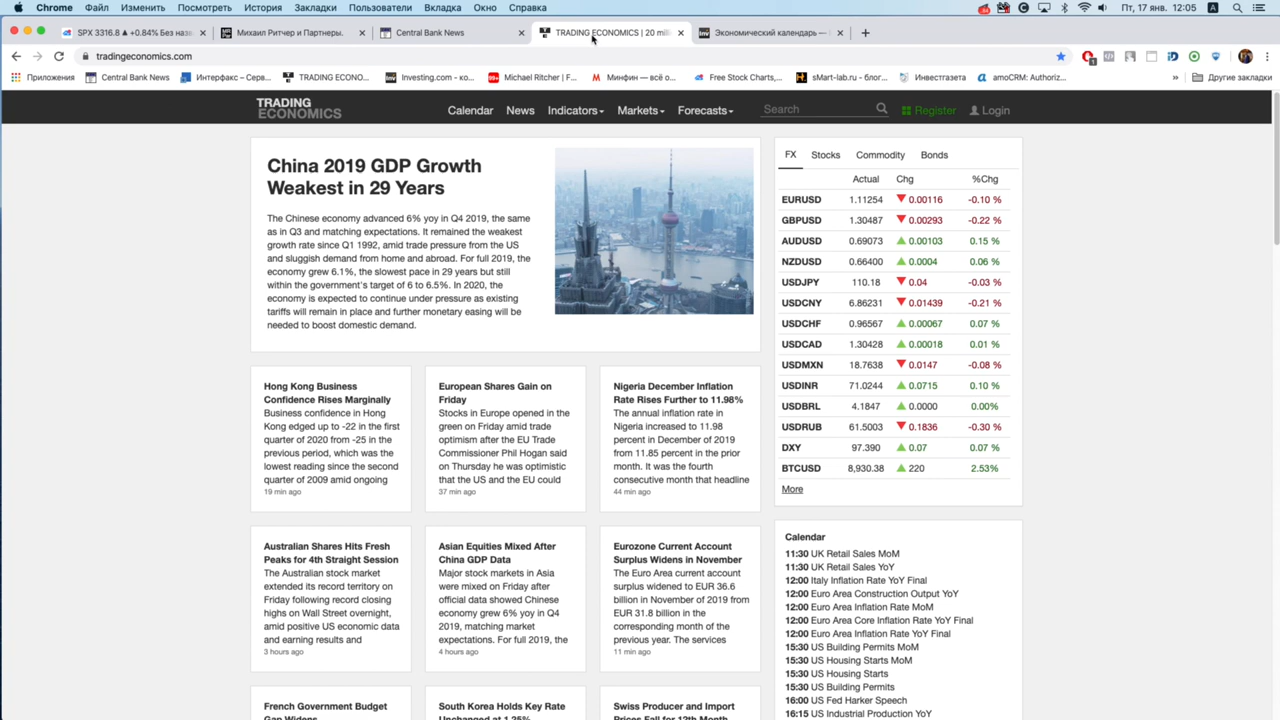 Chrome Файл Изменить Посмотреть История Закладки Пользователи Вкладка Окно Справка Пт, 17 янв. 12:05 A
SPX 3316.8 ▲ +0.84% Без наз
Михаил Ритчер и Партнеры.
Central Bank News
TRADING ECONOMICS | 20 mil
Экономический календарь —
tradingeconomics.com
Приложения
Central Bank News
Интерфакс – Серв...
TRADING ECONO...
Investing.com - ко...
Michael Ritcher | F...
Минфин — всё о...
Free Stock Charts,...
sMart-lab.ru - блог...
Инвестгазета
amoCRM: Authoriz...
»
Другие закладки
TRADING
ECONOMICS
Calendar News Indicators Markets Forecasts Search Register Login
China 2019 GDP Growth
Weakest in 29 Years
The Chinese economy advanced 6% yoy in Q4 2019, the same
as in Q3 and matching expectations. It remained the weakest
growth rate since Q1 1992, amid trade pressure from the US
and sluggish demand from home and abroad. For full 2019, the
economy grew 6.1%, the slowest pace in 29 years but still
within the government's target of 6 to 6.5%. In 2020, the
economy is expected to continue under pressure as existing
tariffs will remain in place and further monetary easing will be
needed to boost domestic demand.
Hong Kong Business
Confidence Rises Marginally
Business confidence in Hong
Kong edged up to -22 in the first
quarter of 2020 from -25 in the
previous period, which was the
lowest reading since the second
quarter of 2009 amid ongoing
19 min ago
European Shares Gain on
Friday
Stocks in Europe opened in the
green on Friday amid trade
optimism after the EU Trade
Commissioner Phil Hogan said
on Thursday he was optimistic
that the US and the EU could
37 min ago
Nigeria December Inflation
Rate Rises Further to 11.98%
The annual inflation rate in
Nigeria increased to 11.98
percent in December of 2019
from 11.85 percent in the prior
month. It was the fourth
consecutive month that headline
44 min ago
Australian Shares Hits Fresh
Peaks for 4th Straight Session
The Australian stock market
extended its record territory on
Friday following record closing
highs on Wall Street overnight,
amid positive US economic data
and earning results and
3 hours ago
Asian Equities Mixed After
China GDP Data
Major stock markets in Asia
were mixed on Friday after
official data showed Chinese
economy grew 6% yoy in Q4
2019, matching market
expectations. For full 2019, the
4 hours ago
Eurozone Current Account
Surplus Widens in November
The Euro Area current account
surplus widened to EUR 36.6
billion in November of 2019 from
EUR 31.8 billion in the
corresponding month of the
previous year. The services
11 min ago
French Government Budget
Gap Widens
South Korea Holds Key Rate
Unchanged at 1.25%
Swiss Producer and Import
Prices Fall for 12th Month
FX Stocks Commodity Bonds
Actual Chg %Chg
EURUSD 1.11254 ▼ 0.00116 -0.10 %
GBPUSD 1.30487 ▼ 0.00293 -0.22 %
AUDUSD 0.69073 ▲ 0.00103 0.15 %
NZDUSD 0.66400 ▲ 0.0004 0.06 %
USDJPY 110.18 ▼ 0.04 -0.03 %
USDCNY 6.86231 ▼ 0.01439 -0.21 %
USDCHF 0.96567 ▲ 0.00067 0.07 %
USDCAD 1.30428 ▲ 0.00018 0.01 %
USDMXN 18.7638 ▼ 0.0147 -0.08 %
USDINR 71.0244 ▲ 0.0715 0.10 %
USDBRL 4.1847 ▲ 0.0000 0.00%
USDRUB 61.5003 ▼ 0.1836 -0.30 %
DXY 97.390 ▲ 0.07 0.07 %
BTCUSD 8,930.38 ▲ 220 2.53%
More
Calendar
11:30 UK Retail Sales MoM
11:30 UK Retail Sales YoY
12:00 Italy Inflation Rate YoY Final
12:00 Euro Area Construction Output YoY
12:00 Euro Area Inflation Rate MoM
12:00 Euro Area Core Inflation Rate YoY Final
12:00 Euro Area Inflation Rate YoY Final
15:30 US Building Permits MoM
15:30 US Housing Starts MoM
15:30 US Housing Starts
15:30 US Building Permits
16:00 US Fed Harker Speech
16:15 US Industrial Production YoY